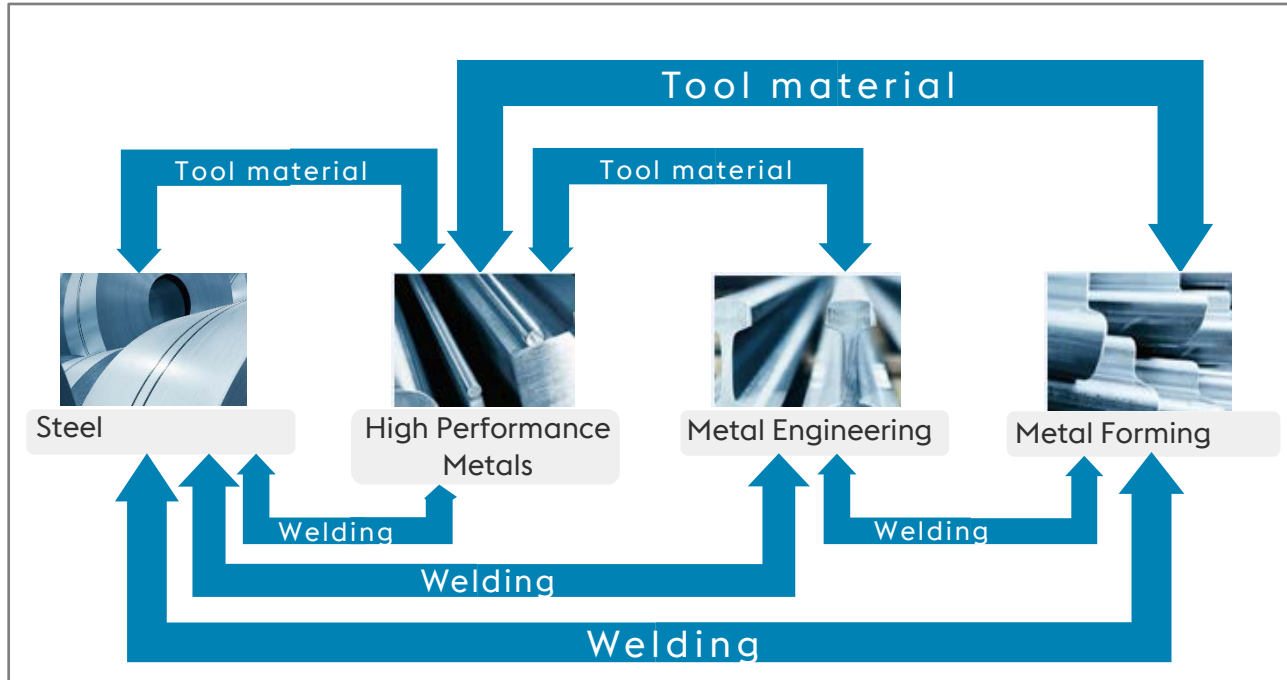 Tool material
Tool material
Tool material
Steel
High Performance
Metals
Metal Engineering
Metal Forming
Welding
Welding
Welding
Welding